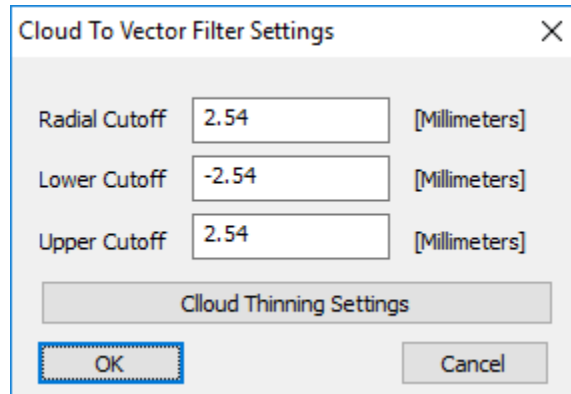 Cloud To Vector Filter Settings
Radial Cutoff 2.54 [Millimeters]
Lower Cutoff -2.54 [Millimeters]
Upper Cutoff 2.54 [Millimeters]
Clloud Thinning Settings
OK Cancel